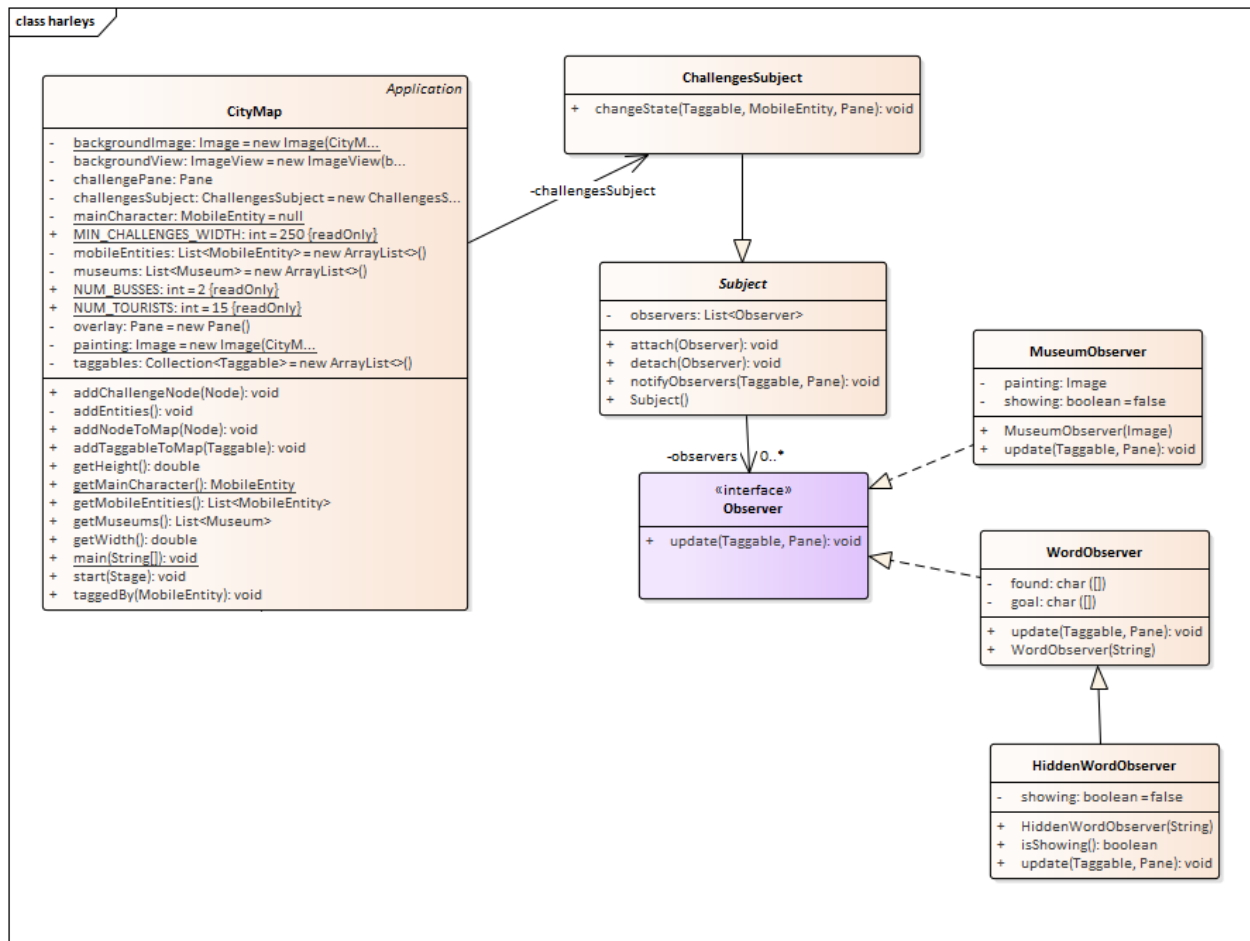 class harleys
Application
CityMap
- backgroundImage: Image = new Image(CityM...
- backgroundView: ImageView = new ImageView(b...
- challengePane: Pane
- challengesSubject: ChallengesSubject = new ChallengesS...
- mainCharacter: MobileEntity = null
+ MIN_CHALLENGES_WIDTH: int = 250 {readOnly}
- mobileEntities: List<MobileEntity> = new ArrayList<>()
- museums: List<Museum> = new ArrayList<>()
+ NUM_BUSSES: int = 2 {readOnly}
+ NUM_TOURISTS: int = 15 {readOnly}
- overlay: Pane = new Pane()
- painting: Image = new Image(CityM...
- taggables: Collection<Taggable> = new ArrayList<>()
+ addChallengeNode(Node): void
- addEntities(): void
+ addNodeToMap(Node): void
+ addTaggableToMap(Taggable): void
+ getHeight(): double
+ getMainCharacter(): MobileEntity
+ getMobileEntities(): List<MobileEntity>
+ getMuseums(): List<Museum>
+ getWidth(): double
+ main(String[]): void
+ start(Stage): void
+ taggedBy(MobileEntity): void
-challengesSubject
ChallengesSubject
+ changeState(Taggable, MobileEntity, Pane): void
Subject
- observers: List<Observer>
+ attach(Observer): void
+ detach(Observer): void
+ notifyObservers(Taggable, Pane): void
+ Subject()
-observers 0..*
«interface»
Observer
+ update(Taggable, Pane): void
MuseumObserver
- painting: Image
- showing: boolean = false
+ MuseumObserver(Image)
+ update(Taggable, Pane): void
WordObserver
- found: char ([])
- goal: char ([])
+ update(Taggable, Pane): void
+ WordObserver(String)
HiddenWordObserver
- showing: boolean = false
+ HiddenWordObserver(String)
+ isShowing(): boolean
+ update(Taggable, Pane): void